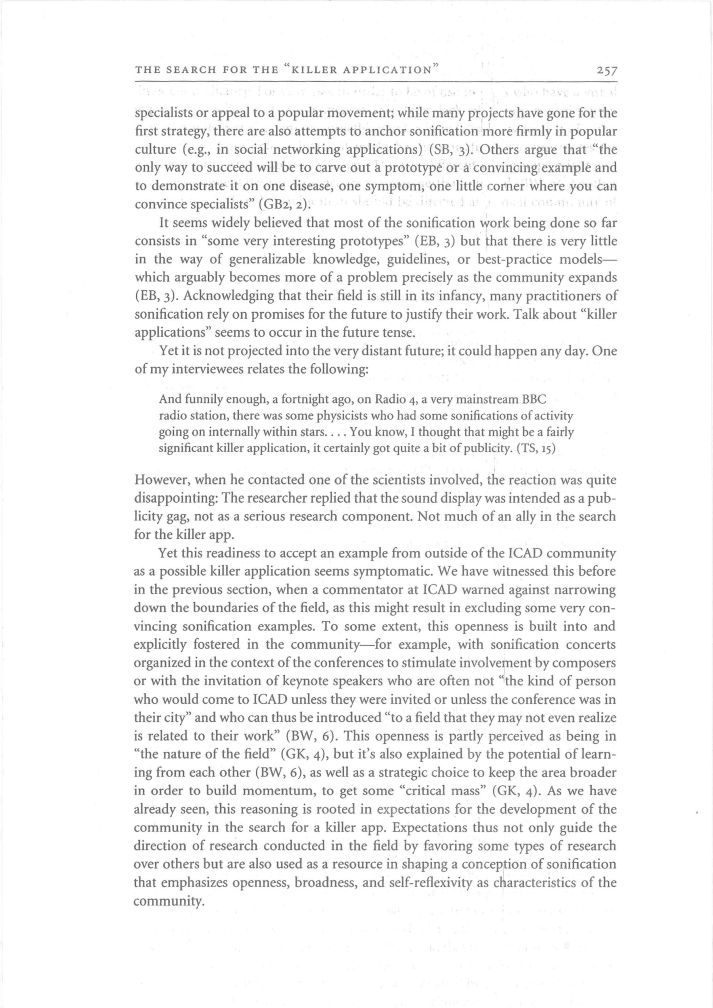 THE SEARCH FOR THE “KILLER APPLICATION” 257
specialists or appeal to a popular movement; while many projects have gone for the
first strategy, there are also attempts to anchor sonification more firmly in popular
culture (e.g., in social networking applications) (SB, 3). Others argue that “the
only way to succeed will be to carve out a prototype or a convincing example and
to demonstrate it on one disease, one symptom, one little corner where you can
convince specialists” (GB2, 2).
It seems widely believed that most of the sonification work being done so far
consists in “some very interesting prototypes” (EB, 3) but that there is very little
in the way of generalizable knowledge, guidelines, or best-practice models—
which arguably becomes more of a problem precisely as the community expands
(EB, 3). Acknowledging that their field is still in its infancy, many practitioners of
sonification rely on promises for the future to justify their work. Talk about “killer
applications” seems to occur in the future tense.
Yet it is not projected into the very distant future; it could happen any day. One
of my interviewees relates the following:
And funnily enough, a fortnight ago, on Radio 4, a very mainstream BBC
radio station, there was some physicists who had some sonifications of activity
going on internally within stars. . . . You know, I thought that might be a fairly
significant killer application, it certainly got quite a bit of publicity. (TS, 15)
However, when he contacted one of the scientists involved, the reaction was quite
disappointing: The researcher replied that the sound display was intended as a pub-
licity gag, not as a serious research component. Not much of an ally in the search
for the killer app.
Yet this readiness to accept an example from outside of the ICAD community
as a possible killer application seems symptomatic. We have witnessed this before
in the previous section, when a commentator at ICAD warned against narrowing
down the boundaries of the field, as this might result in excluding some very con-
vincing sonification examples. To some extent, this openness is built into and
explicitly fostered in the community—for example, with sonification concerts
organized in the context of the conferences to stimulate involvement by composers
or with the invitation of keynote speakers who are often not “the kind of person
who would come to ICAD unless they were invited or unless the conference was in
their city” and who can thus be introduced “to a field that they may not even realize
is related to their work” (BW, 6). This openness is partly perceived as being in
“the nature of the field” (GK, 4), but it’s also explained by the potential of learn-
ing from each other (BW, 6), as well as a strategic choice to keep the area broader
in order to build momentum, to get some “critical mass” (GK, 4). As we have
already seen, this reasoning is rooted in expectations for the development of the
community in the search for a killer app. Expectations thus not only guide the
direction of research conducted in the field by favoring some types of research
over others but are also used as a resource in shaping a conception of sonification
that emphasizes openness, broadness, and self-reflexivity as characteristics of the
community.